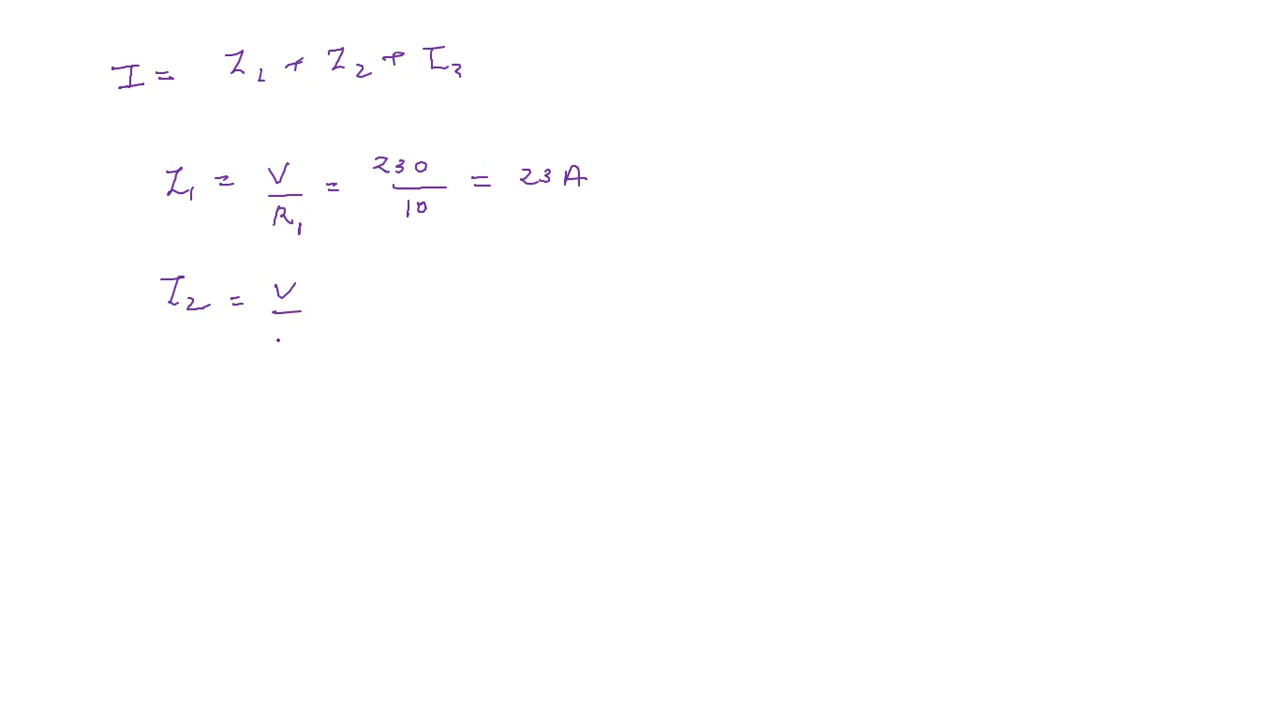 I = I₁ + I₂ + I₃
I₁ = V/R₁ = 230/10 = 23 A
I₂ = V/